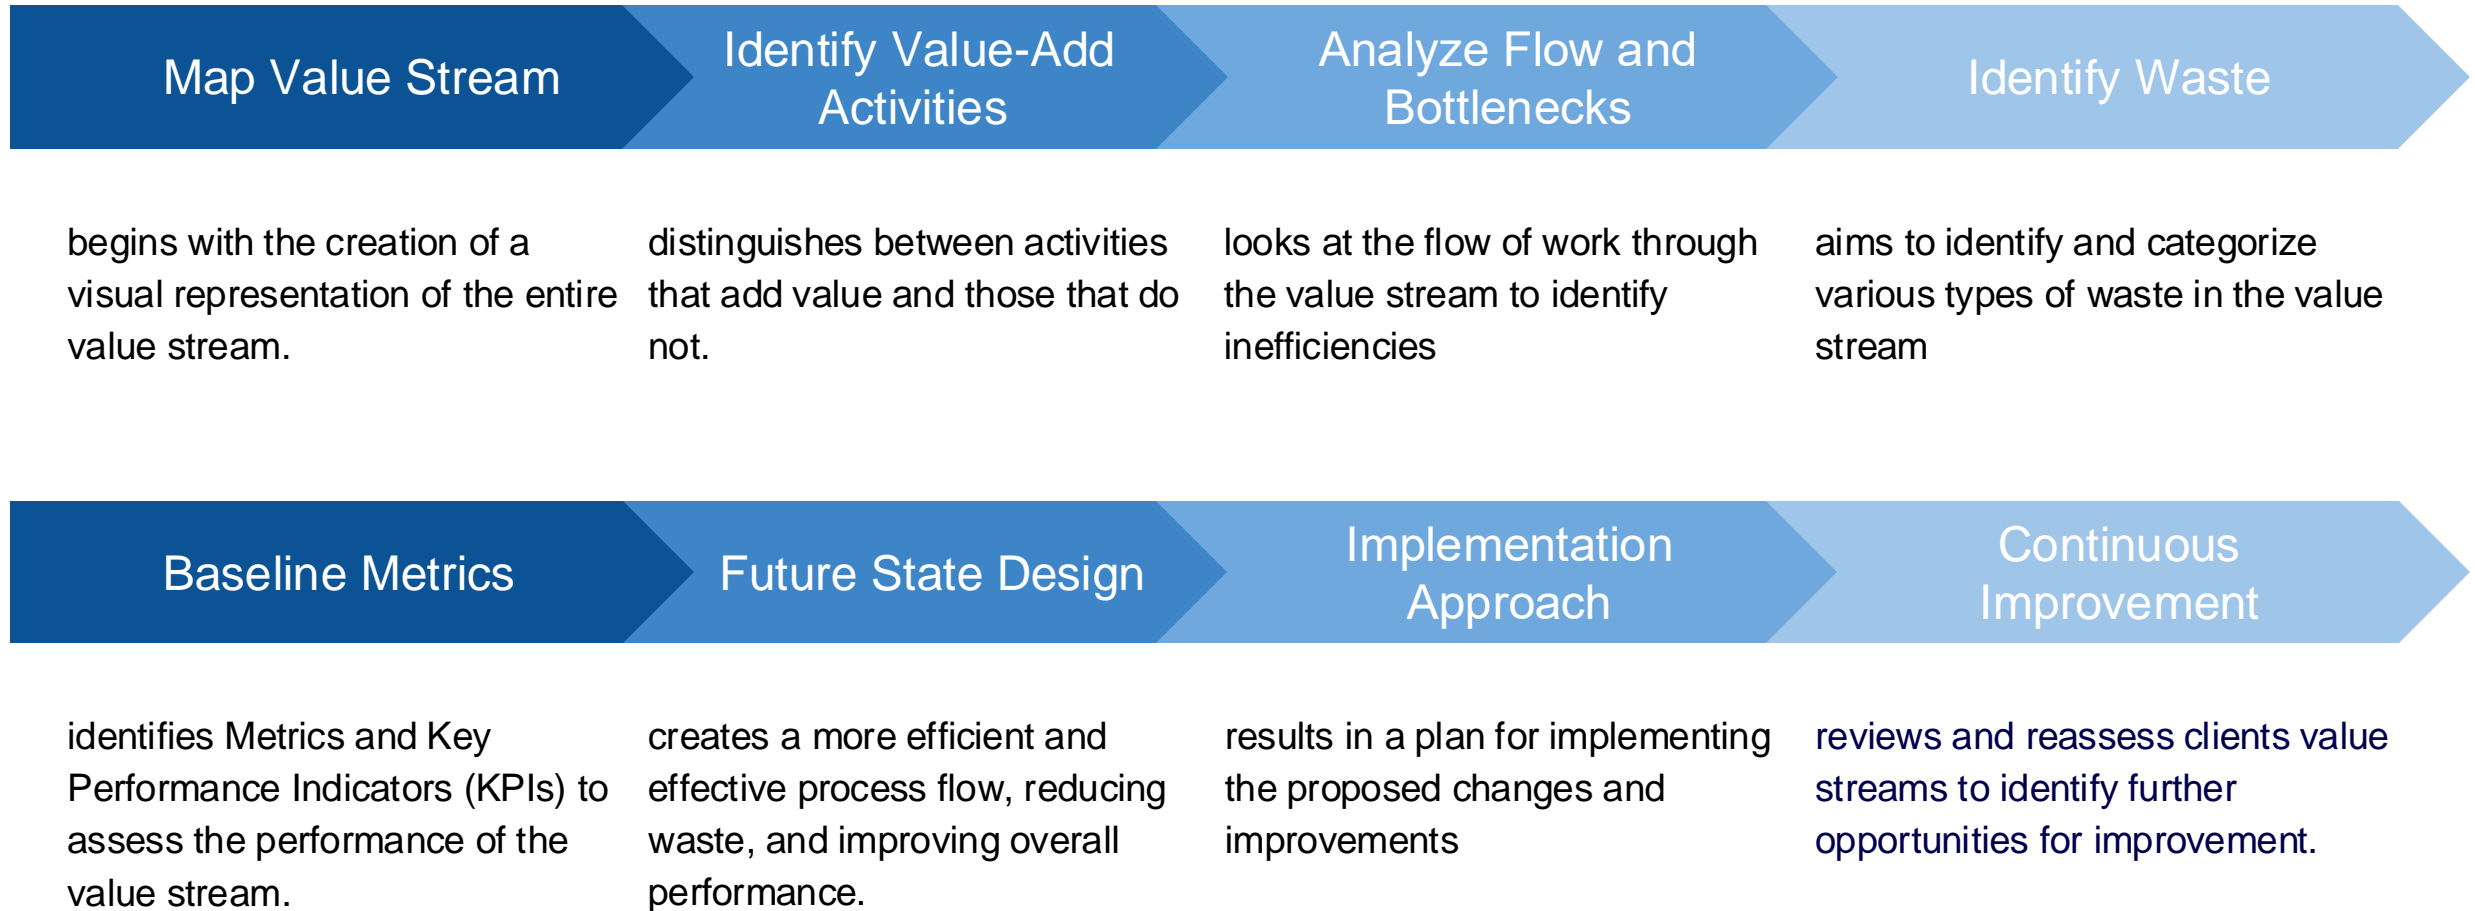 Map Value Stream
Identify Value-Add
Activities
Analyze Flow and
Bottlenecks
Identify Waste
begins with the creation of a
visual representation of the entire
value stream.
distinguishes between activities
that add value and those that do
not.
looks at the flow of work through
the value stream to identify
inefficiencies
aims to identify and categorize
various types of waste in the value
stream
Baseline Metrics
Future State Design
Implementation
Approach
Continuous
Improvement
identifies Metrics and Key
Performance Indicators (KPIs) to
assess the performance of the
value stream.
creates a more efficient and
effective process flow, reducing
waste, and improving overall
performance.
results in a plan for implementing
the proposed changes and
improvements
reviews and reassess clients value
streams to identify further
opportunities for improvement.